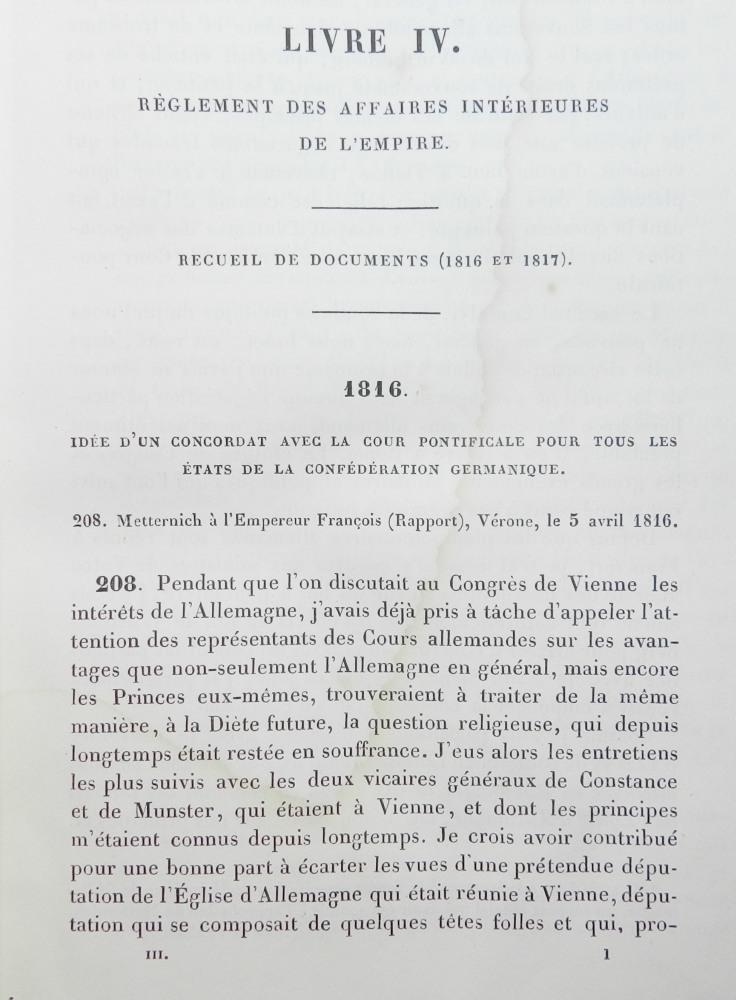 LIVRE IV.
RÈGLEMENT DES AFFAIRES INTÉRIEURES
DE L'EMPIRE.
RECUEIL DE DOCUMENTS (1816 ET 1817).
1816.
IDÉE D'UN CONCORDAT AVEC LA COUR PONTIFICALE POUR TOUS LES
ÉTATS DE LA CONFÉDÉRATION GERMANIQUE.
208. Metternich à l'Empereur François (Rapport), Vérone, le 5 avril 1816.
208. Pendant que l'on discutait au Congrès de Vienne les
intérêts de l'Allemagne, j'avais déjà pris à tâche d'appeler l'at-
tention des représentants des Cours allemandes sur les avan-
tages que non-seulement l'Allemagne en général, mais encore
les Princes eux-mêmes, trouveraient à traiter de la même
manière, à la Diète future, la question religieuse, qui depuis
longtemps était restée en souffrance. J'eus alors les entretiens
les plus suivis avec les deux vicaires généraux de Constance
et de Munster, qui étaient à Vienne, et dont les principes
m'étaient connus depuis longtemps. Je crois avoir contribué
pour une bonne part à écarter les vues d'une prétendue dépu-
tation de l'Église d'Allemagne qui était réunie à Vienne, dépu-
tation qui se composait de quelques têtes folles et qui, pro-
III. 1